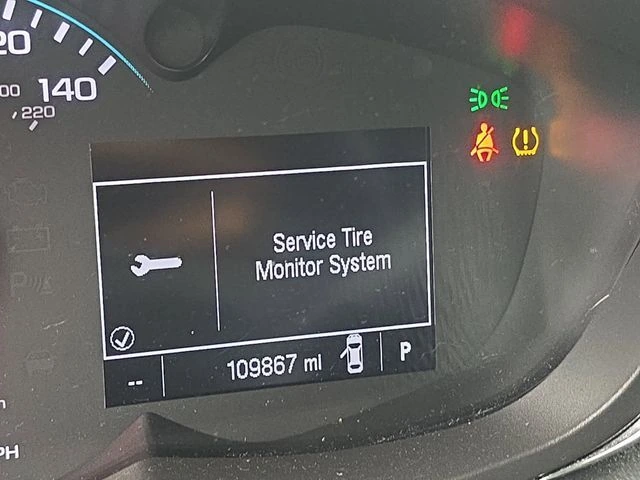 140
220
Service Tire
Monitor System
--
109867 mi
P